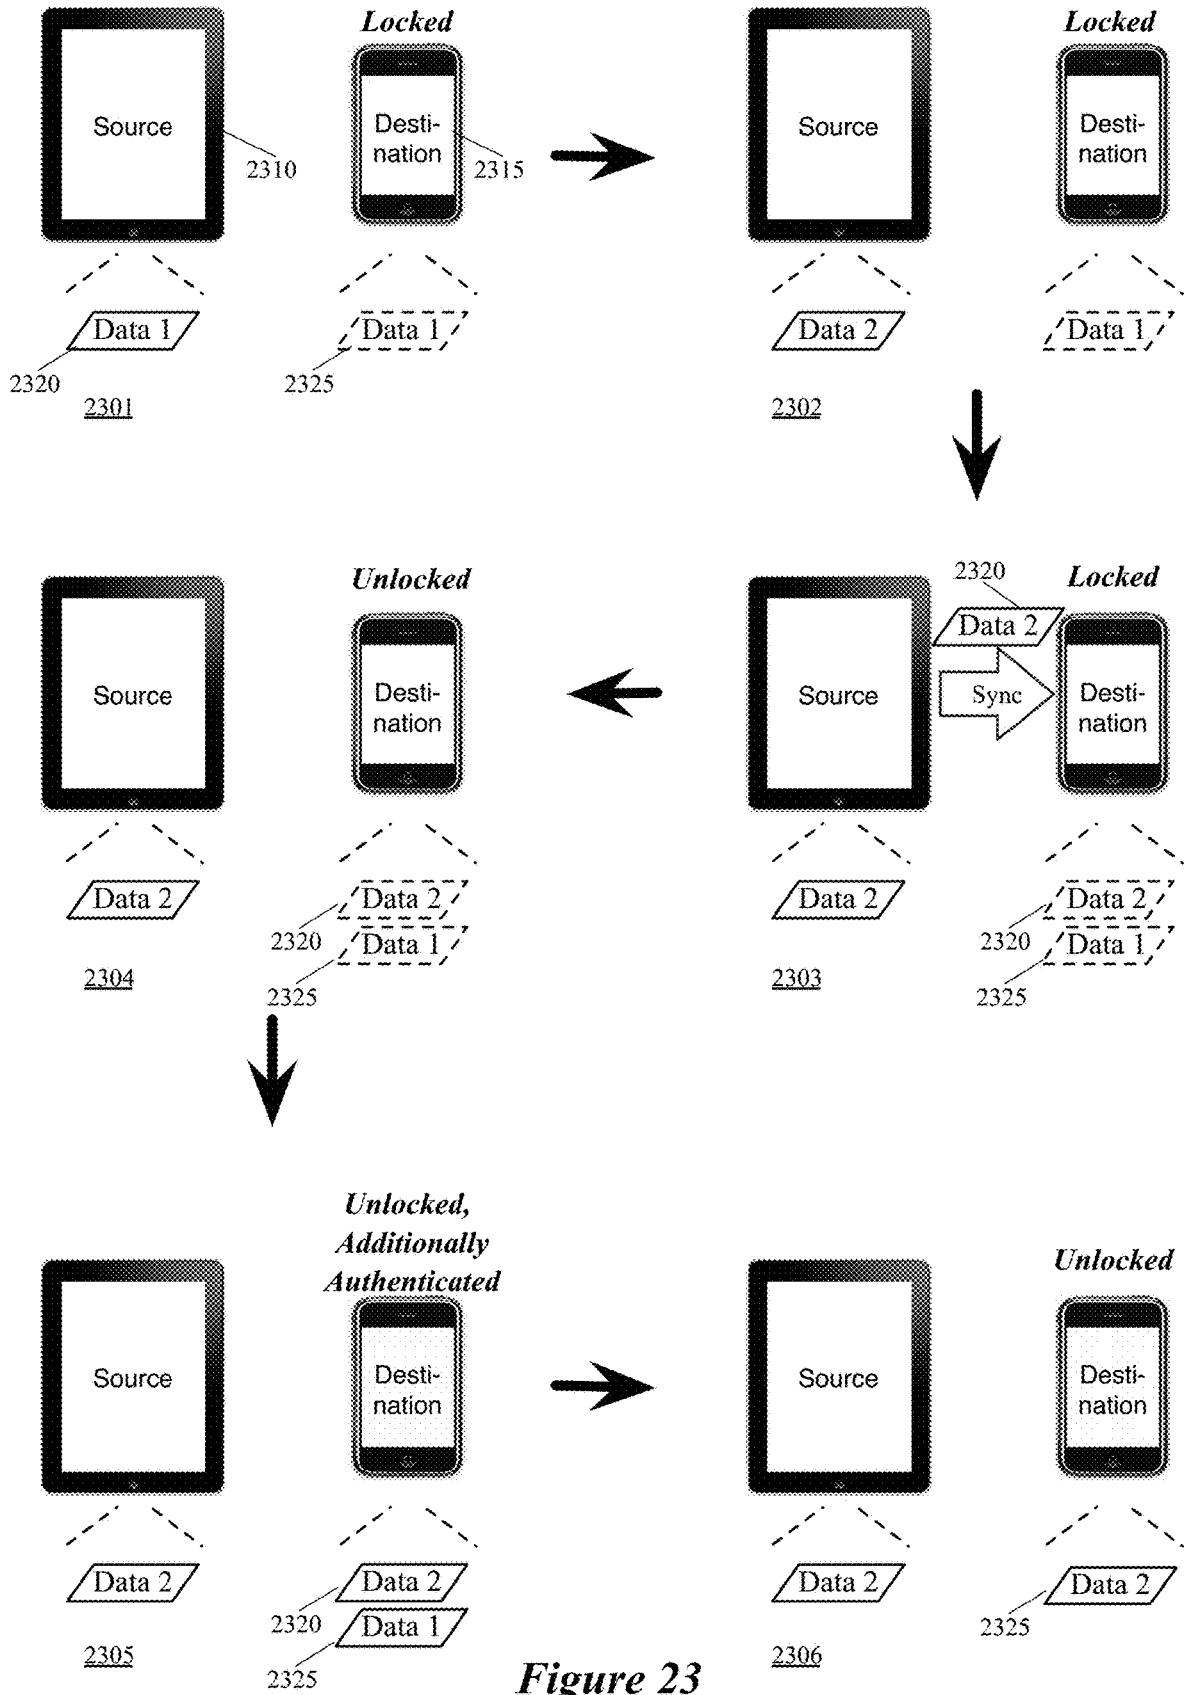 Locked
Source
Desti-
nation
2310
2315
Data 1
Data 1
2320
2325
2301
Locked
Source
Desti-
nation
Data 2
Data 1
2302
2320
Locked
Data 2
Source
Sync
Desti-
nation
Data 2
Data 2
2320
Data 1
2303
2325
Unlocked
Source
Desti-
nation
Data 2
Data 2
2320
Data 1
2304
2325
Unlocked,
Additionally
Authenticated
Source
Desti-
nation
Data 2
Data 2
2320
Data 1
2305
2325
Unlocked
Source
Desti-
nation
Data 2
Data 2
2325
2306
Figure 23